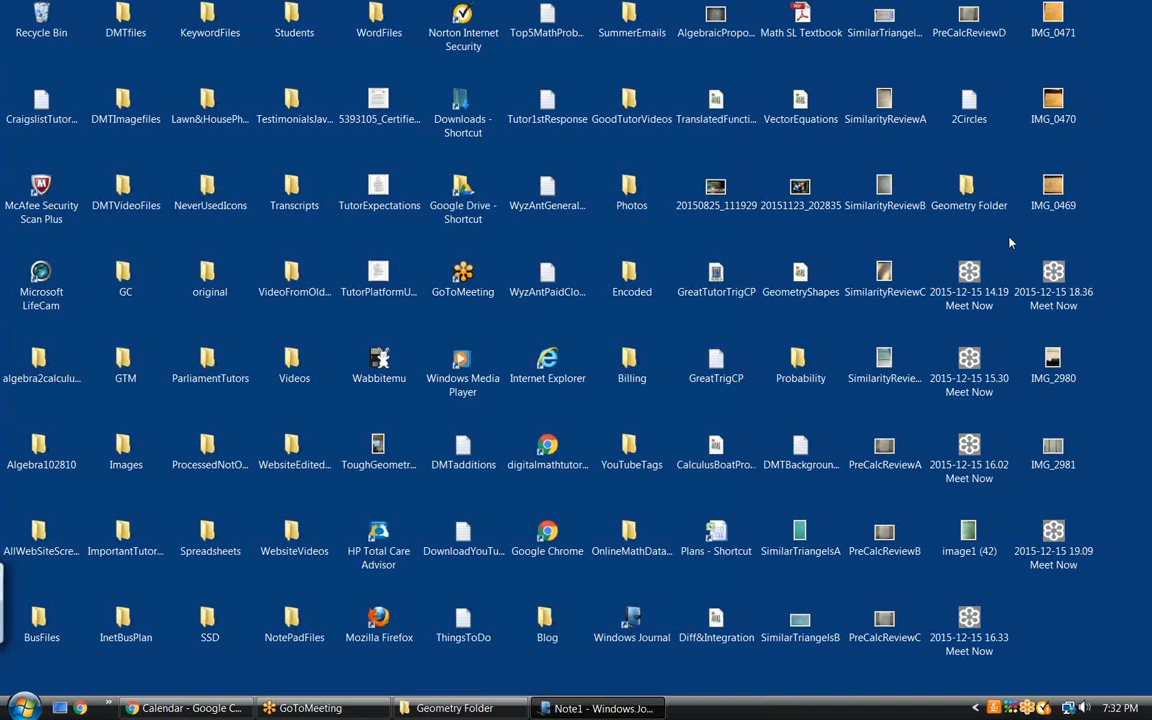 Recycle Bin
DMTfiles
KeywordFiles
Students
WordFiles
Norton Internet
Security
Top5MathProb...
SummerEmails
AlgebraicPropo...
Math SL Textbook
SimilarTriangel...
PreCalcReviewD
IMG_0471
CraigslistTutor...
DMTImagefiles
Lawn&HousePh...
TestimonialsJav...
5393105_Certifie...
Downloads -
Shortcut
Tutor1stResponse
GoodTutorVideos
TranslatedFuncti...
VectorEquations
SimilarityReviewA
2Circles
IMG_0470
McAfee Security
Scan Plus
DMTVideoFiles
NeverUsedIcons
Transcripts
TutorExpectations
Google Drive -
Shortcut
WyzAntGeneral...
Photos
20150825_111929
20151123_202835
SimilarityReviewB
Geometry Folder
IMG_0469
Microsoft
LifeCam
GC
original
VideoFromOld...
TutorPlatformU...
GoToMeeting
WyzAntPaidClo...
Encoded
GreatTutorTrigCP
GeometryShapes
SimilarityReviewC
2015-12-15 14.19
Meet Now
2015-12-15 18.36
Meet Now
algebra2calculu...
GTM
ParliamentTutors
Videos
Wabbitemu
Windows Media
Player
Internet Explorer
Billing
GreatTrigCP
Probability
SimilarityRevie...
2015-12-15 15.30
Meet Now
IMG_2980
Algebra102810
Images
ProcessedNotO...
WebsiteEdited...
ToughGeometr...
DMTadditions
digitalmathtutor...
YouTubeTags
CalculusBoatPro...
DMTBackgroun...
PreCalcReviewA
2015-12-15 16.02
Meet Now
IMG_2981
AllWebSiteScre...
ImportantTutor...
Spreadsheets
WebsiteVideos
HP Total Care
Advisor
DownloadYouTu...
Google Chrome
OnlineMathData...
Plans - Shortcut
SimilarTriangelsA
PreCalcReviewB
image1 (42)
2015-12-15 19.09
Meet Now
BusFiles
InetBusPlan
SSD
NotePadFiles
Mozilla Firefox
ThingsToDo
Blog
Windows Journal
Diff&Integration
SimilarTriangelsB
PreCalcReviewC
2015-12-15 16.33
Meet Now
Calendar - Google C...
GoToMeeting
Geometry Folder
Note1 - Windows Jo...
7:32 PM